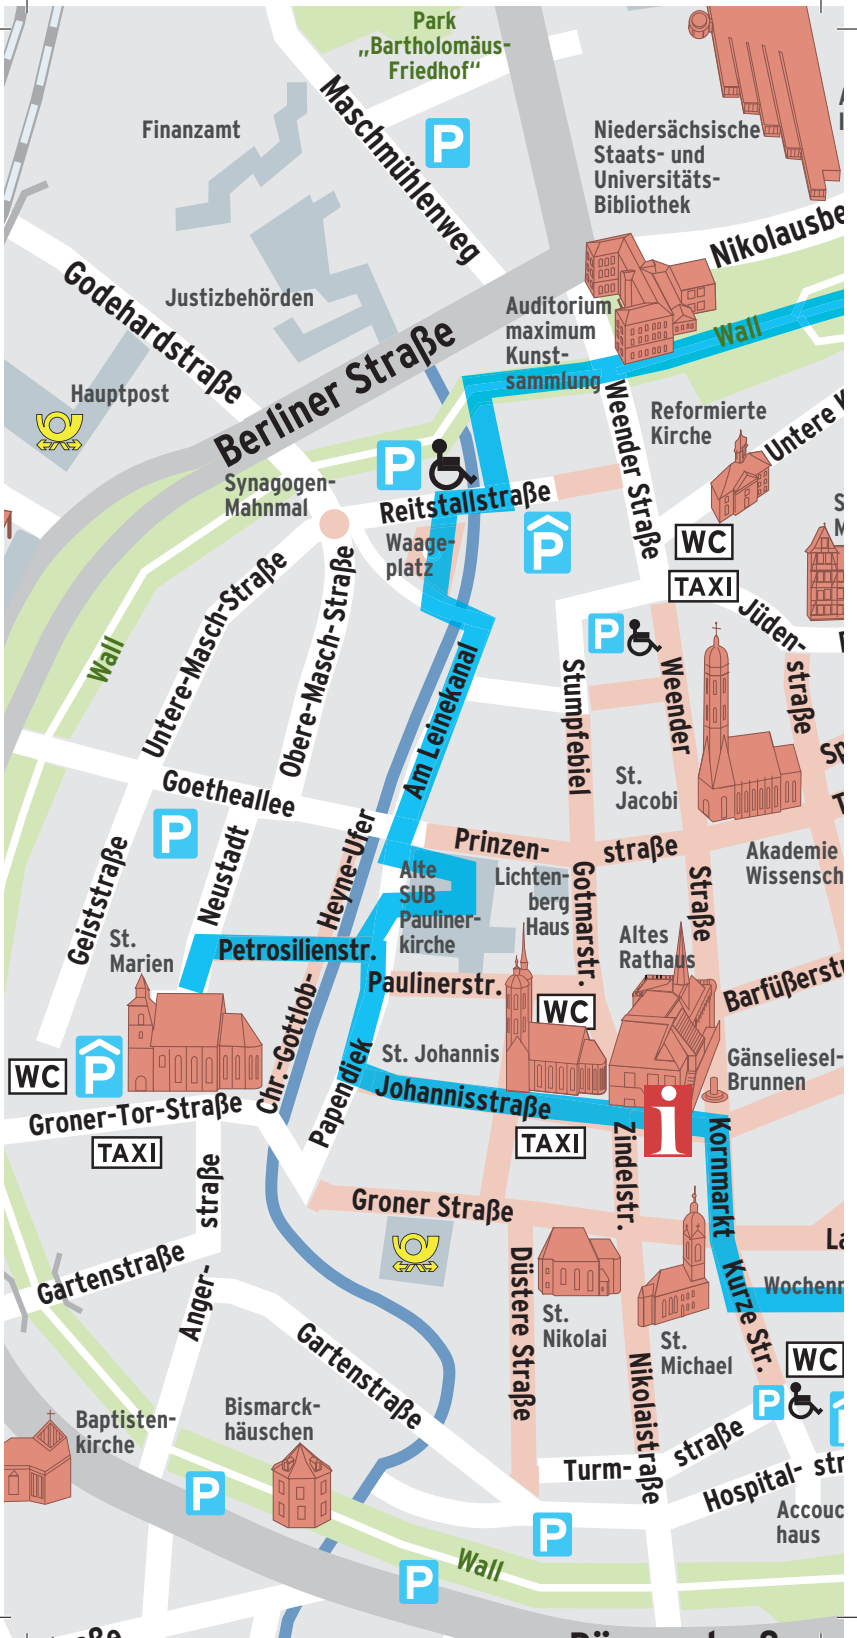 Park
„Bartholomäus-
Friedhof“
Maschmühlenweg
P
Finanzamt
Niedersächsische
Staats- und
Universitäts-
Bibliothek
Nikolausbe
Godehardstraße
Justizbehörden
Auditorium
maximum
Kunst-
sammlung
Wall
Berliner Straße
Hauptpost
Weender Straße
Reformierte
Kirche
Untere K
P
Synagogen-
Mahnmal
Reitstallstraße
Waage-
platz
P
WC
TAXI
Jüden-
straße
P
Wall
Untere-Masch-Straße
Obere-Masch-Straße
Am Leinekanal
Stumpfebiel
Weender
Straße
St.
Jacobi
Sp
Goetheallee
P
Prinzen-
straße
Heyne-Ufer
Chr.-Gottlob-
Geiststraße
Neustadt
Alte
SUB
Pauliner-
kirche
Lichten-
berg
Haus
Gotmarstr.
Akademie
Wissensch
St.
Marien
Petrosilienstr.
Altes
Rathaus
Paulinerstr.
Barfüßerstr
WC
WC
P
St. Johannis
Gänseliesel-
Brunnen
Papendiek
Johannisstraße
Groner-Tor-Straße
TAXI
TAXI
i
Zindelstr.
Kornmarkt
straße
Anger-
Groner Straße
La
Gartenstraße
Düstere Straße
Kurze Str.
Wochenm
St.
Nikolai
St.
Michael
Gartenstraße
Nikolaistraße
WC
P
Baptisten-
kirche
Bismarck-
häuschen
Turm-
straße
Hospital- str
P
P
Accouc
haus
Wall
P